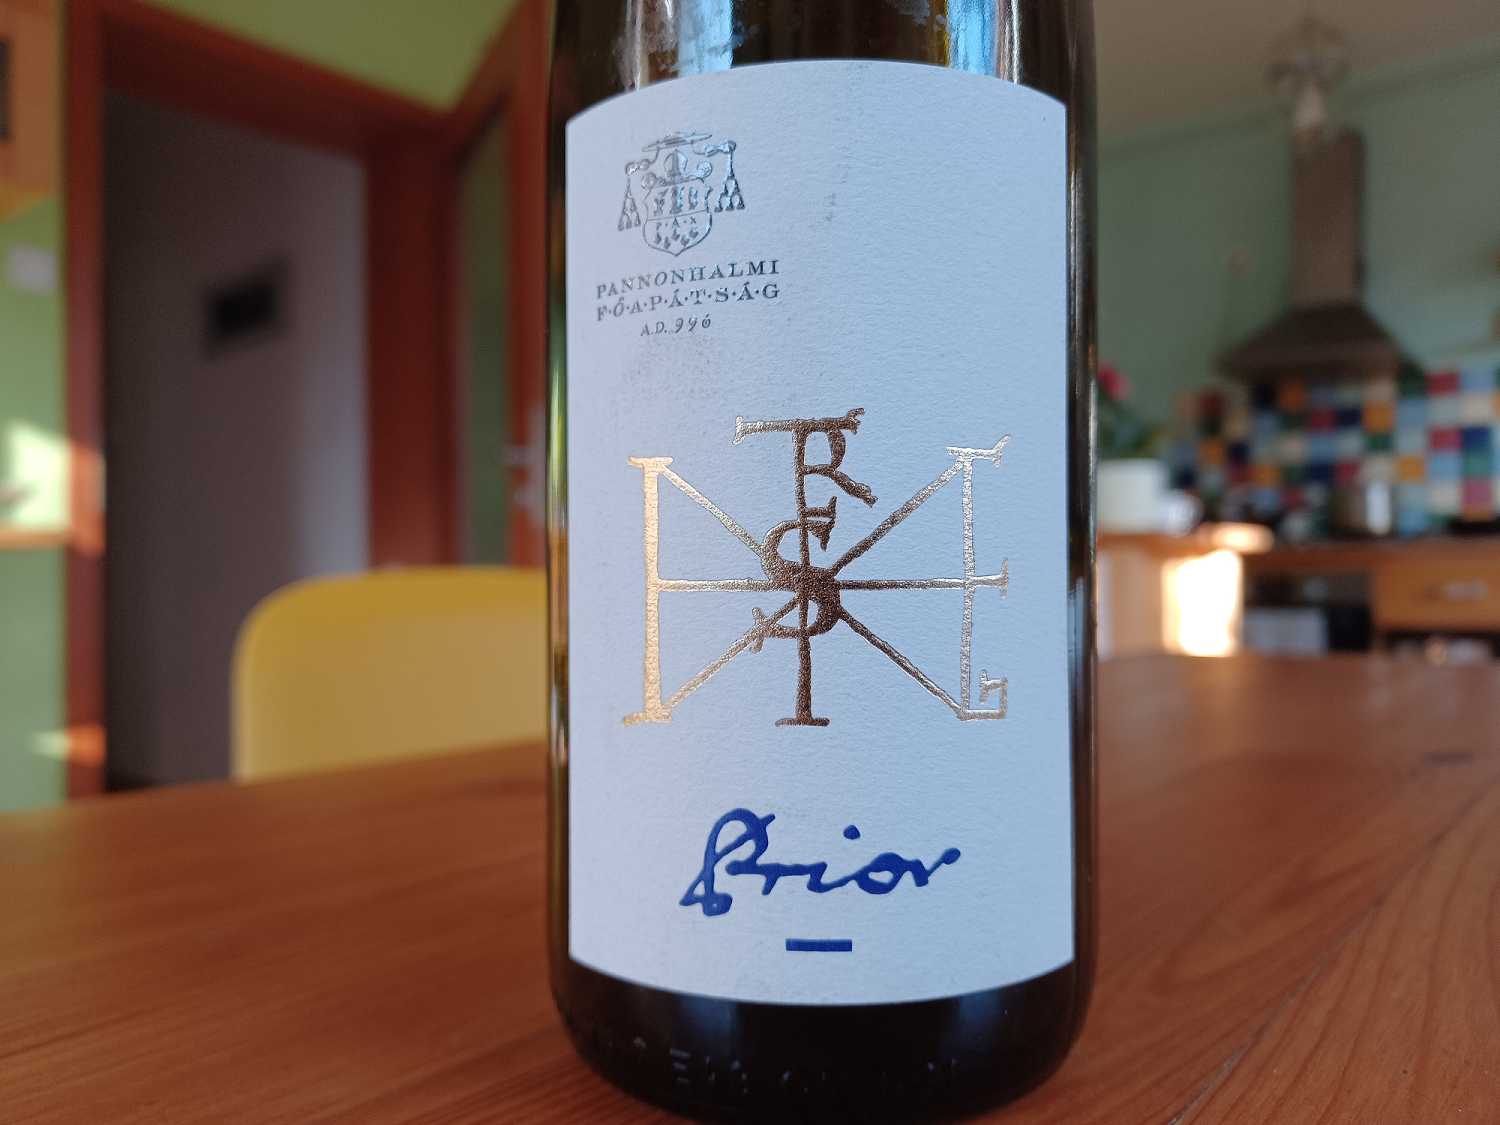 P·A·X
PANNONHALMI
F·Ő·A·P·Á·T·S·Á·G
A.D. 996
Prior